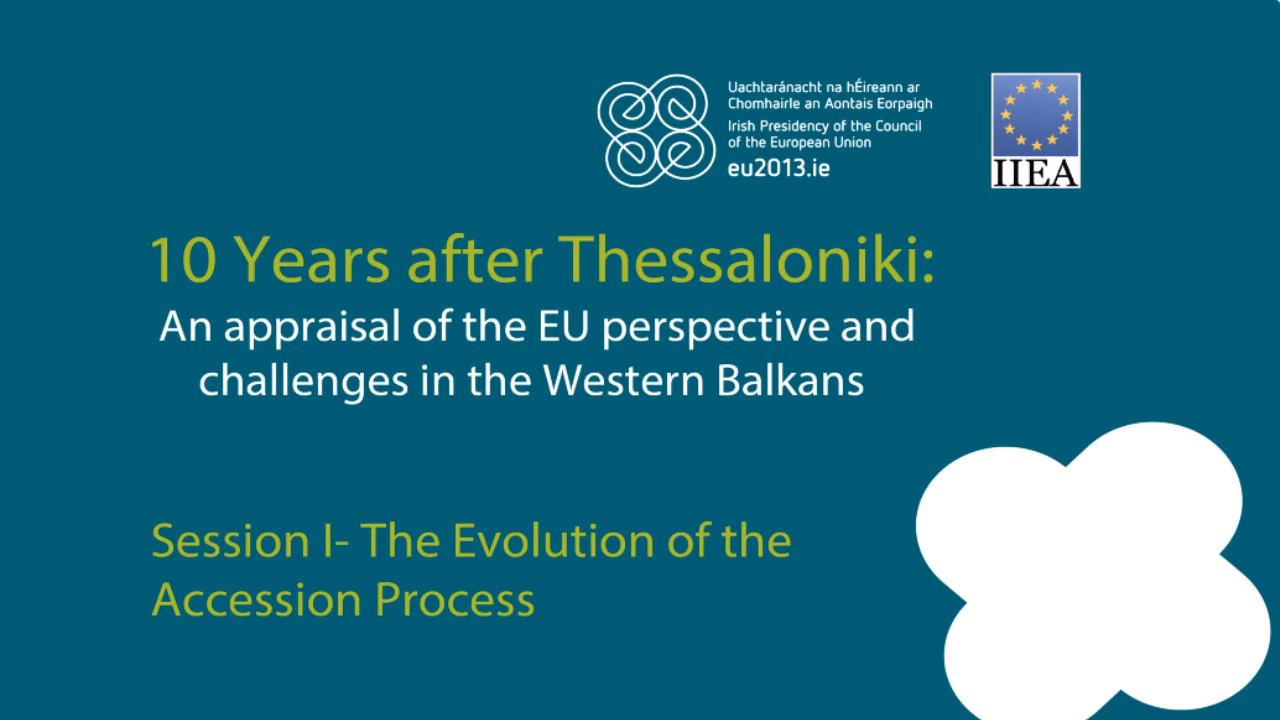 Uachtaránacht na hÉireann ar
Chomhairle an Aontais Eorpaigh
Irish Presidency of the Council
of the European Union
eu2013.ie
IIEA
10 Years after Thessaloniki:
An appraisal of the EU perspective and
challenges in the Western Balkans
Session I- The Evolution of the
Accession Process